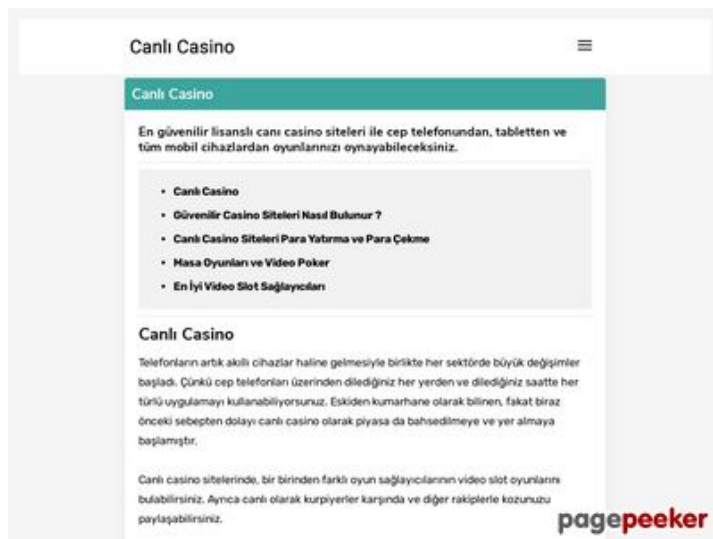 Canlı Casino
Canlı Casino
En güvenilir lisanslı canı casino siteleri ile cep telefonundan, tabletten ve
tüm mobil cihazlardan oyunlarınızı oynayabileceksiniz.
• Canlı Casino
• Güvenilir Casino Siteleri Nasıl Bulunur ?
• Canlı Casino Siteleri Para Yatırma ve Para Çekme
• Masa Oyunları ve Video Poker
• En İyi Video Slot Sağlayıcıları
Canlı Casino
Telefonların artık akıllı cihazlar haline gelmesiyle birlikte her sektörde büyük değişimler
başladı. Çünkü cep telefonları üzerinden dilediğiniz her yerden ve dilediğiniz saatte her
türlü uygulamayı kullanabiliyorsunuz. Eskiden kumarhane olarak bilinen, fakat biraz
önceki sebepten dolayı canlı casino olarak piyasa da bahsedilmeye ve yer almaya
başlamıştır.
Canlı casino sitelerinde, bir birinden farklı oyun sağlayıcılarının video slot oyunlarını
bulabilirsiniz. Ayrıca canlı olarak kurpiyerler karşında ve diğer rakiplerle kozunuzu
paylaşabilirsiniz.
pagepeeker